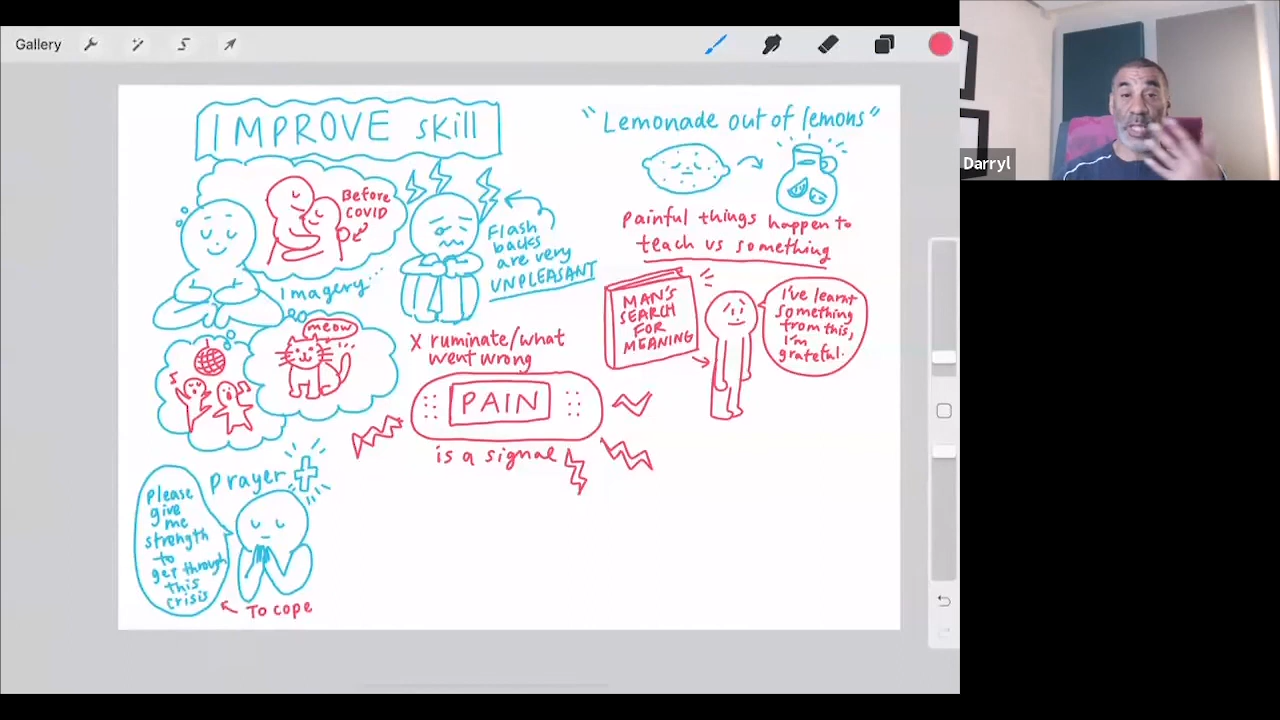 Gallery
IMPROVE skill
Before
COVID
Imagery...
meow
Flash
backs
are very
UNPLEASANT
X ruminate/what
went wrong
PAIN
is a signal
Prayer
Please
give
me
strength
to
get through
this
crisis
To cope
"Lemonade out of lemons"
Painful things happen to
teach us something
MAN'S
SEARCH
FOR
MEANING
I've learnt
something
from this,
I'm
grateful.
Darryl